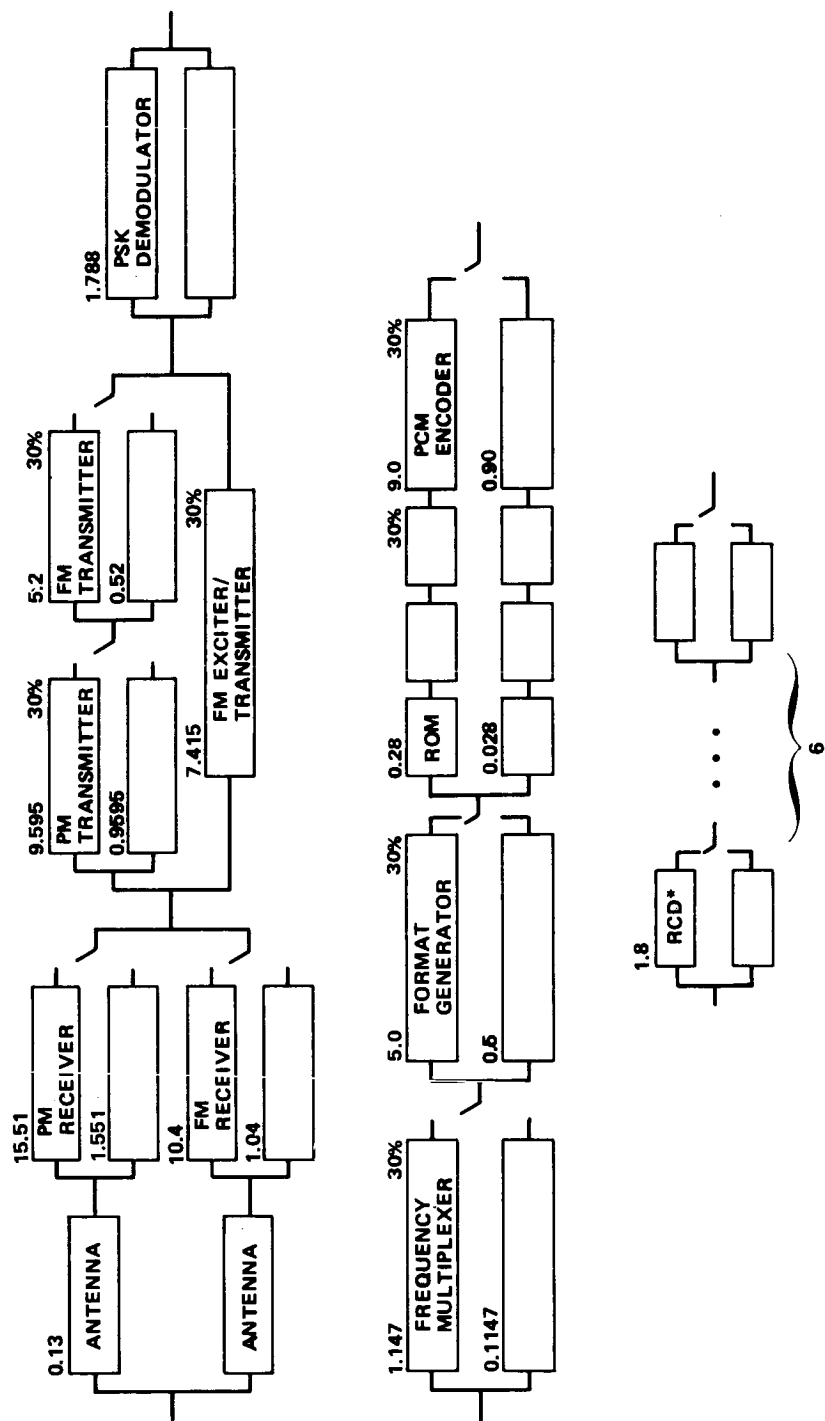 0.13
ANTENNA
ANTENNA
15.51
PM
RECEIVER
1.551
10.4
FM
RECEIVER
1.04
9.595
30%
PM
TRANSMITTER
0.9595
5.2
30%
FM
TRANSMITTER
0.52
7.415
30%
FM EXCITER/
TRANSMITTER
1.788
PSK
DEMODULATOR
1.147
30%
FREQUENCY
MULTIPLEXER
0.1147
5.0
30%
FORMAT
GENERATOR
0.5
0.28
ROM
0.028
30%
9.0
30%
PCM
ENCODER
0.90
1.8
RCD*
6